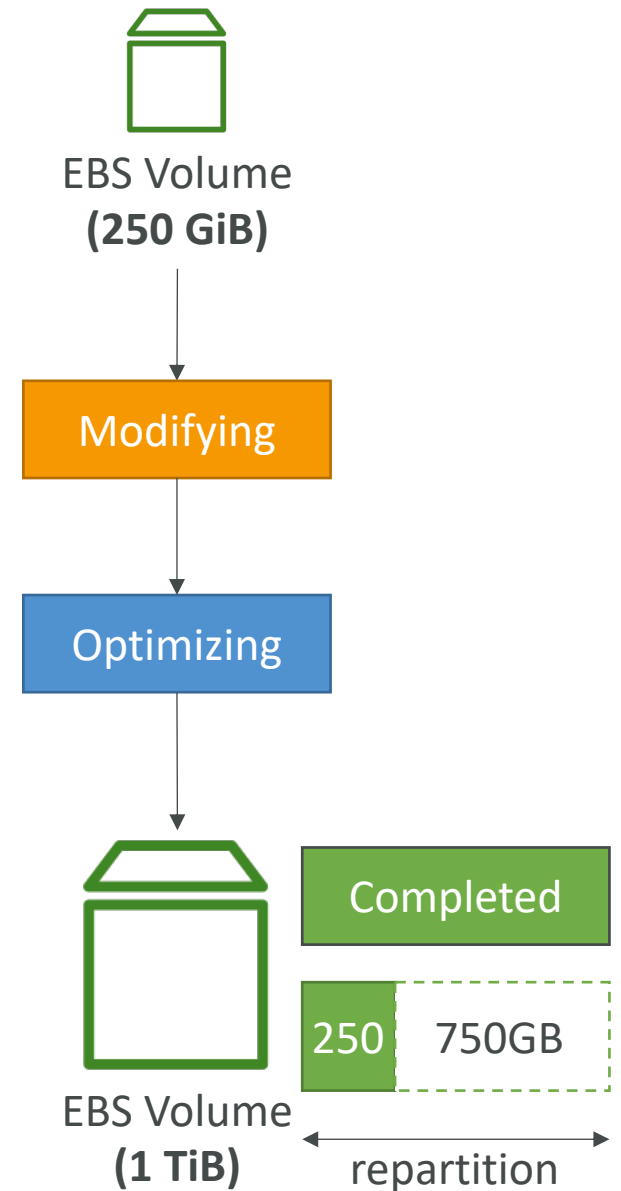 EBS Volume
(250 GiB)
Modifying
Optimizing
Completed
250
750GB
EBS Volume
(1 TiB)
repartition